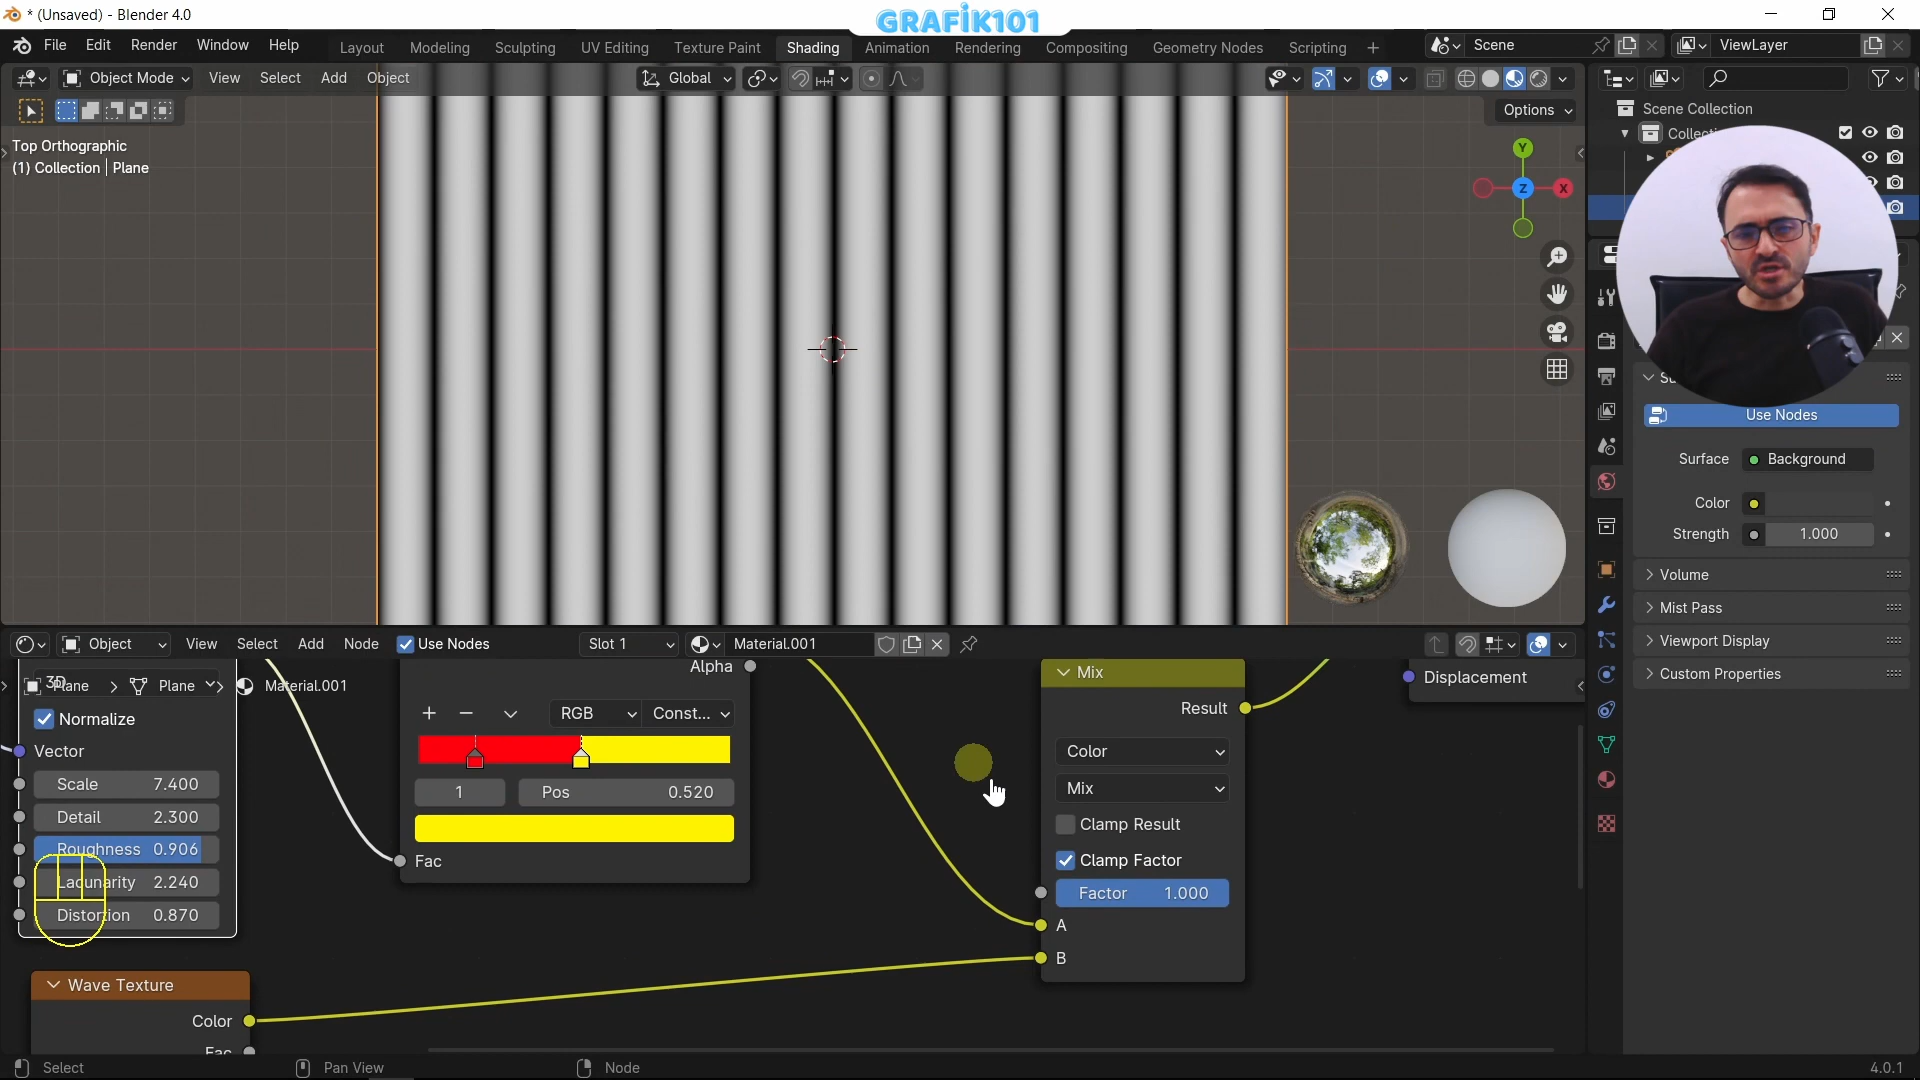 * (Unsaved) - Blender 4.0
GRAFİK101
File Edit Render Window Help
Layout Modeling Sculpting UV Editing Texture Paint Shading Animation Rendering Compositing Geometry Nodes Scripting +
Scene
ViewLayer
Object Mode View Select Add Object
Global
Options
Top Orthographic
(1) Collection | Plane
Y
Z
X
Scene Collection
Use Nodes
Surface Background
Color
Strength 1.000
Volume
Mist Pass
Viewport Display
Custom Properties
Object View Select Add Node Use Nodes Slot 1 Material.001
Plane > Plane > Material.001
3D
Normalize
Vector
Scale 7.400
Detail 2.300
Roughness 0.906
Lacunarity 2.240
Distortion 0.870
Wave Texture
Color
Fac
Alpha
RGB Const...
1 Pos 0.520
Fac
Mix
Result
Color
Mix
Clamp Result
Clamp Factor
Factor 1.000
A
B
Displacement
Select Pan View Node 4.0.1